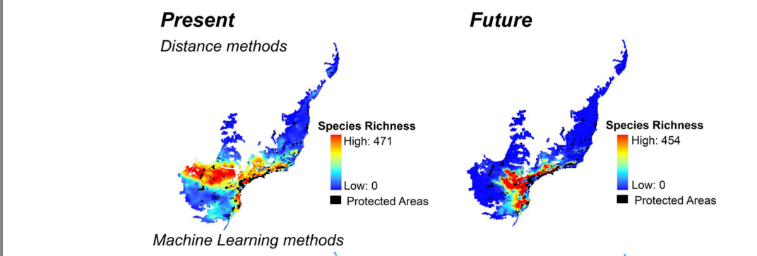 Present
Future
Distance methods
Species Richness
High: 471
Low: 0
Protected Areas
Species Richness
High: 454
Low: 0
Protected Areas
Machine Learning methods